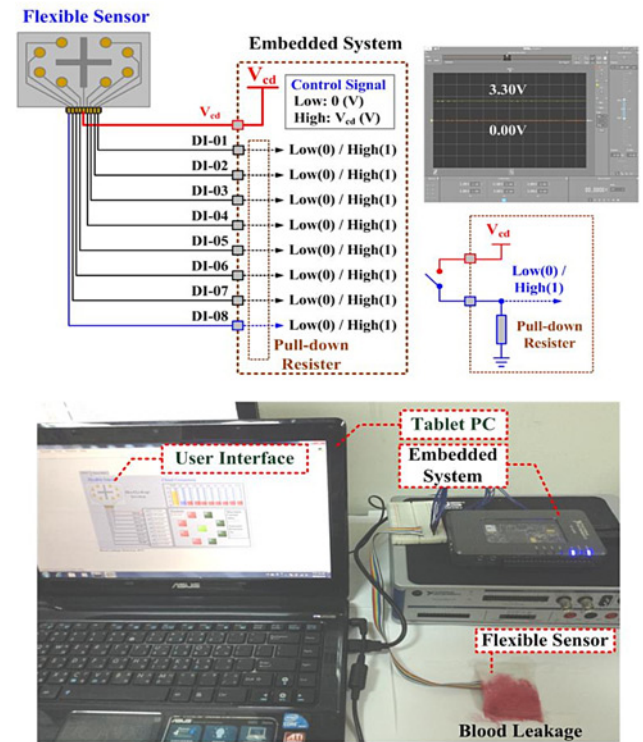 Flexible Sensor
Embedded System
V_cd
Control Signal
Low: 0 (V)
High: V_cd (V)
V_cd
DI-01
Low(0) / High(1)
DI-02
Low(0) / High(1)
DI-03
Low(0) / High(1)
DI-04
Low(0) / High(1)
DI-05
Low(0) / High(1)
DI-06
Low(0) / High(1)
DI-07
Low(0) / High(1)
DI-08
Low(0) / High(1)
Pull-down
Resister
3.30V
0.00V
V_cd
Low(0) /
High(1)
Pull-down
Resister
Tablet PC
User Interface
Embedded
System
ASUS
Flexible Sensor
Blood Leakage